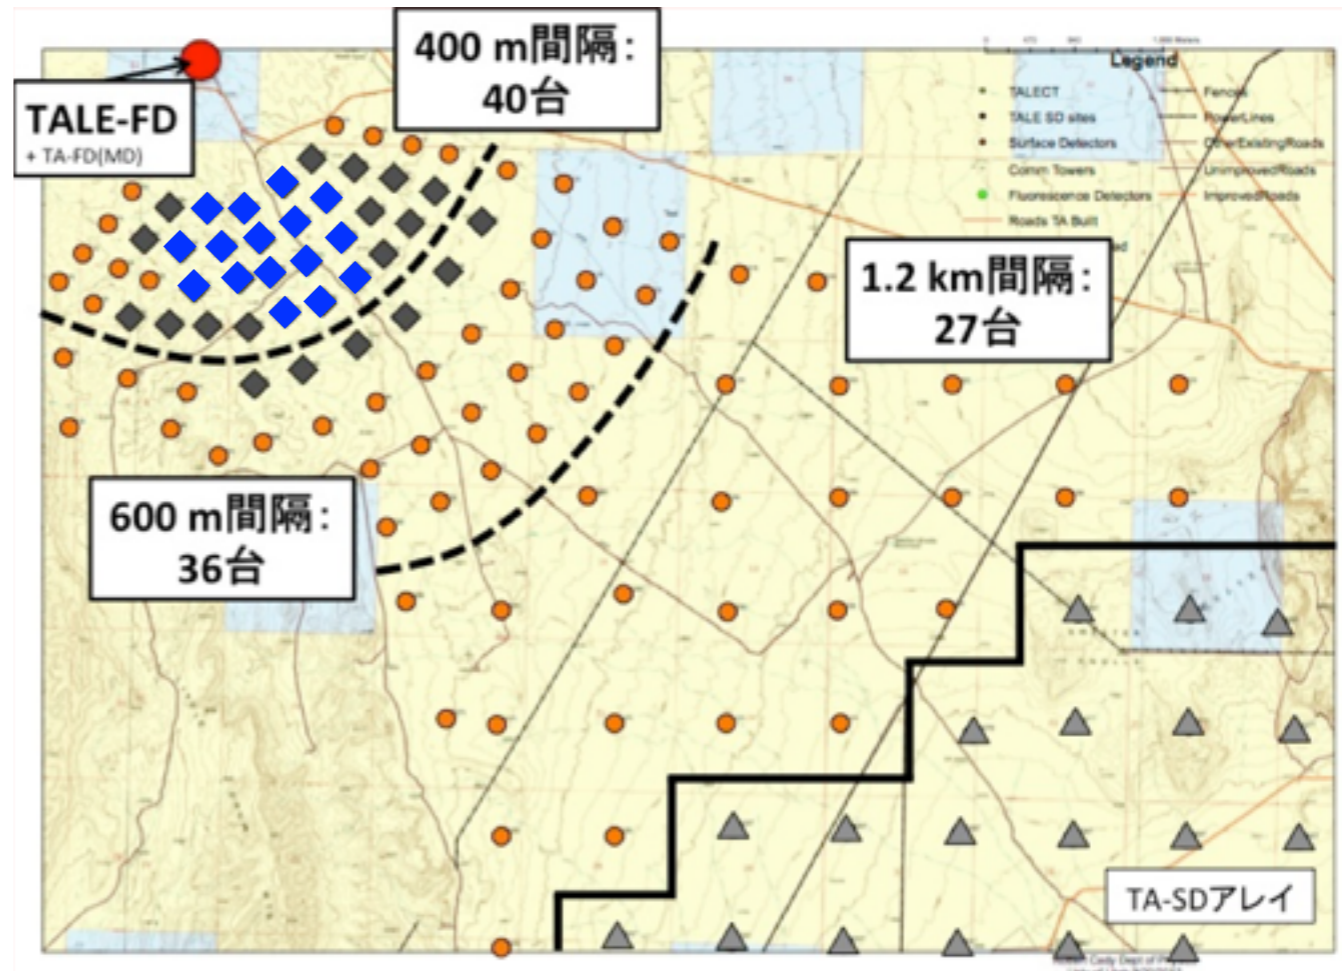 400 m間隔：
40台
TALE-FD
+ TA-FD(MD)
Legend
TALECT
TALE SD sites
Surface Detectors
Comm Towers
Fluorescence Detectors
Roads TA Built
Fences
PowerLines
OtherExistingRoads
UnimprovedRoads
ImprovedRoads
1.2 km間隔：
27台
600 m間隔：
36台
TA-SDアレイ